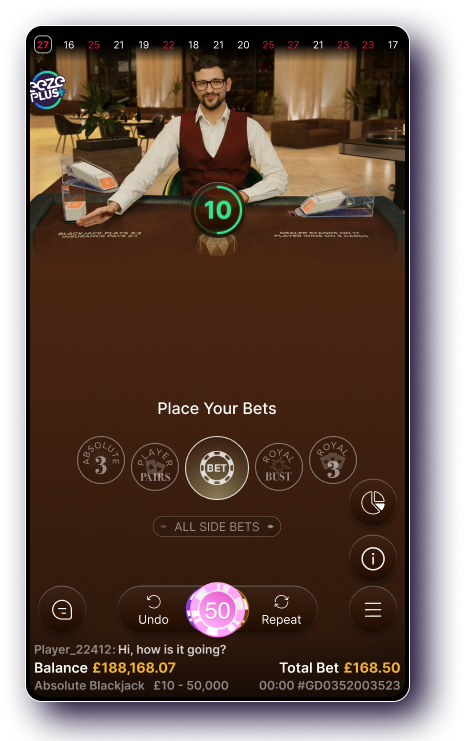 27 16 25 21 19 22 18 21 20 25 27 21 23 23 17
eeze
PLUS+
10
BLACKJACK PLAYS 3:2
INSURANCE PAYS 2:1
DEALER STANDS ON 17
PLAYER WINS ON 5 CARDS
Place Your Bets
ABSOLUTE 3
PLAYER PAIRS
BET
ROYAL BUST
ROYAL 3
ALL SIDE BETS
Undo
50
Repeat
Player_22412: Hi, how is it going?
Balance £188,168.07 Total Bet £168.50
Absolute Blackjack £10 - 50,000 00:00 #GD0352003523